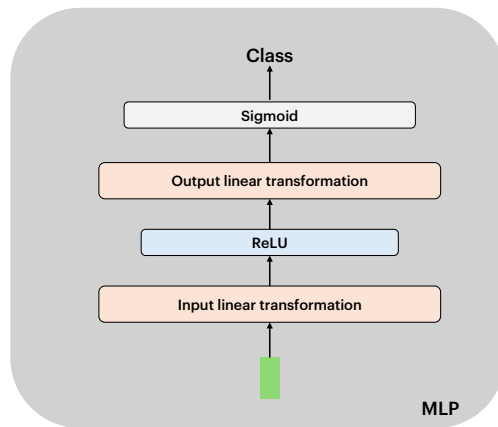 Class
Sigmoid
Output linear transformation
ReLU
Input linear transformation
MLP